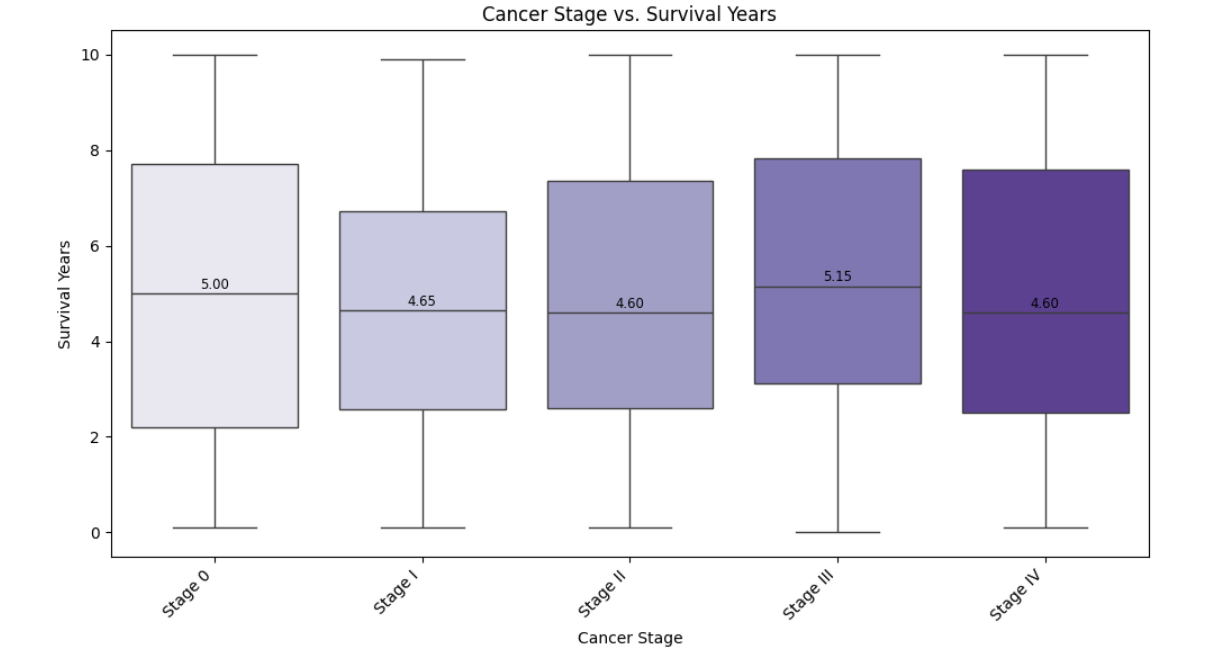 Cancer Stage vs. Survival Years
Survival Years
10
8
6
4
2
0
5.00
4.65
4.60
5.15
4.60
Stage 0
Stage I
Stage II
Stage III
Stage IV
Cancer Stage